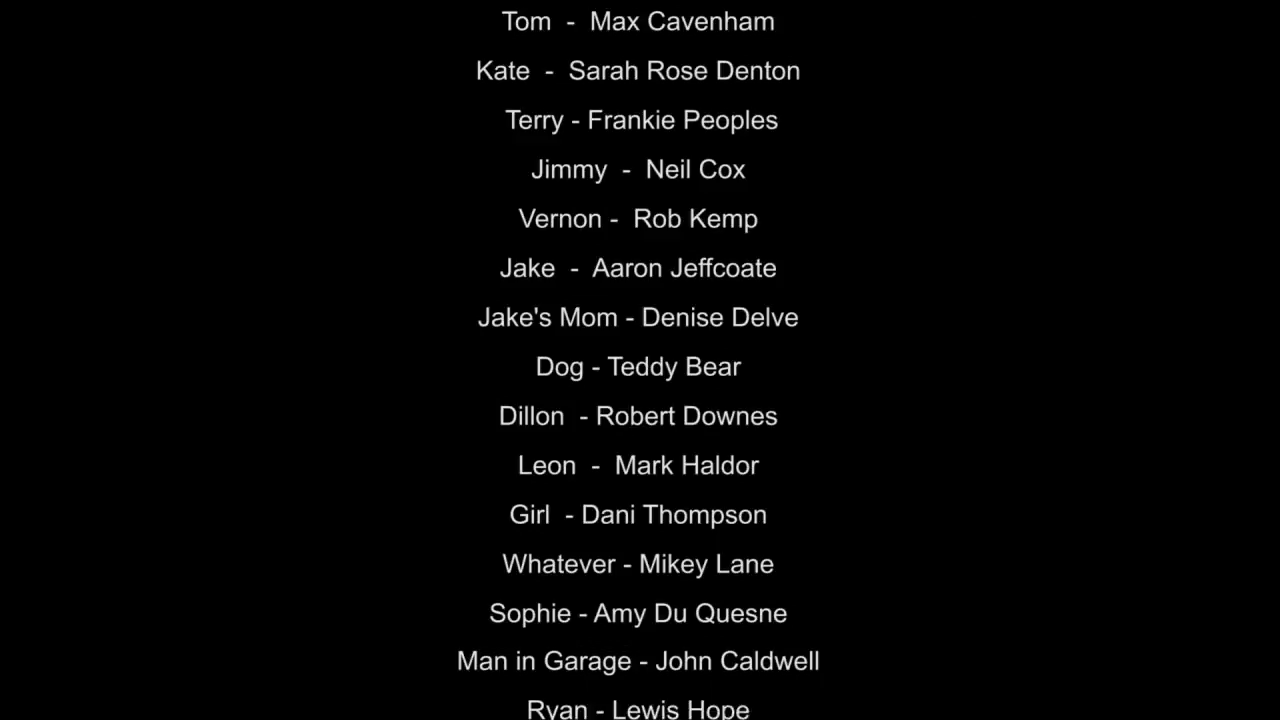 Tom  -  Max Cavenham
Kate  -  Sarah Rose Denton
Terry - Frankie Peoples
Jimmy  -  Neil Cox
Vernon -  Rob Kemp
Jake  -  Aaron Jeffcoate
Jake's Mom - Denise Delve
Dog - Teddy Bear
Dillon  - Robert Downes
Leon  -  Mark Haldor
Girl  - Dani Thompson
Whatever - Mikey Lane
Sophie - Amy Du Quesne
Man in Garage - John Caldwell
Ryan - Lewis Hope